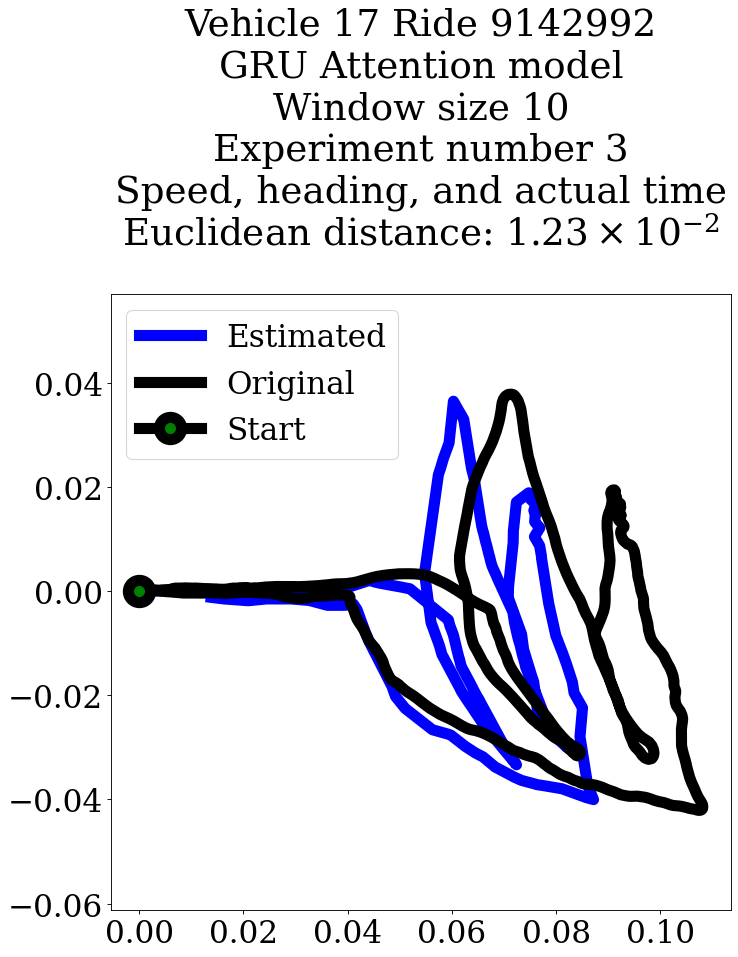 Vehicle 17 Ride 9142992
GRU Attention model
Window size 10
Experiment number 3
Speed, heading, and actual time
Euclidean distance: 1.23 × 10⁻²
Estimated
Original
Start
0.04
0.02
0.00
−0.02
−0.04
−0.06
0.00 0.02 0.04 0.06 0.08 0.10